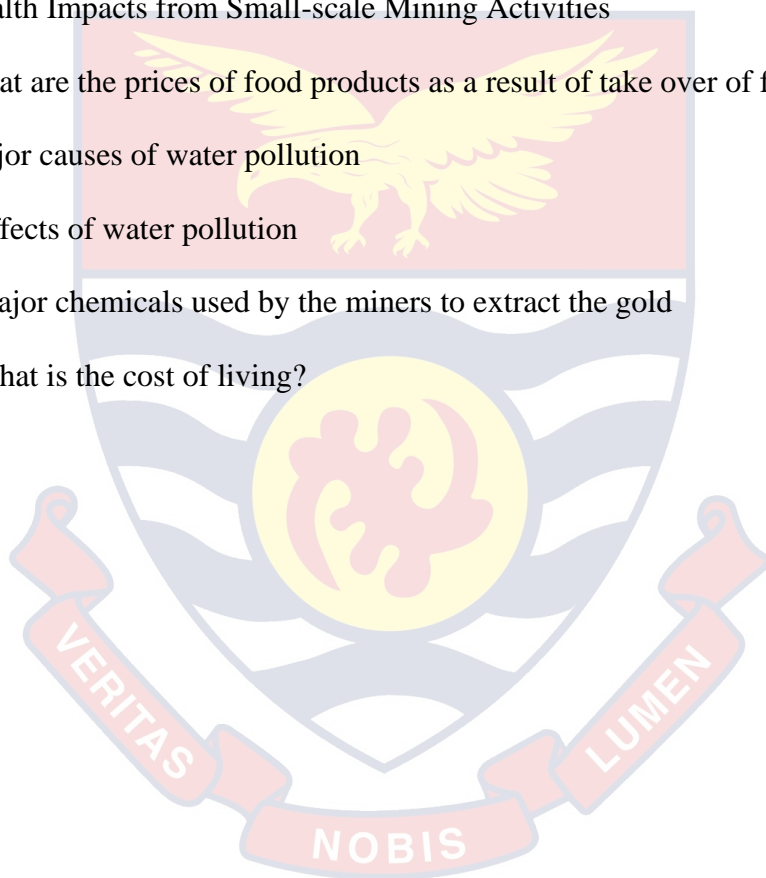 alth Impacts from Small-scale Mining Activities
at are the prices of food products as a result of take over of f
jor causes of water pollution
ffects of water pollution
ajor chemicals used by the miners to extract the gold
hat is the cost of living?
VERITAS
NOBIS
LUMEN